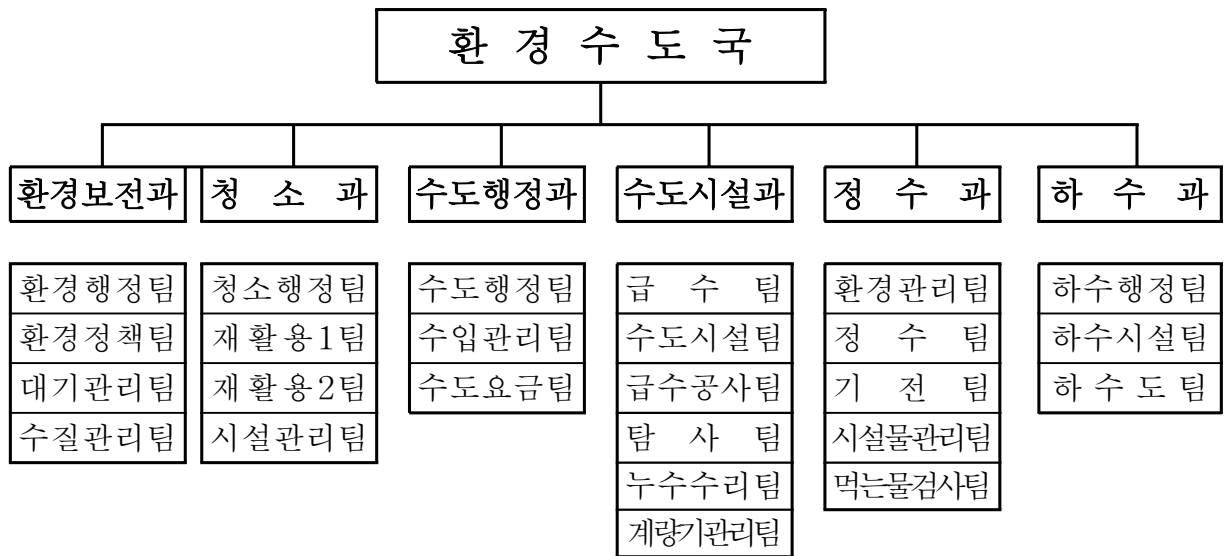 환 경 수 도 국
환경보전과 청 소 과 수도행정과 수도시설과 정 수 과 하 수 과
환경행정팀 청소행정팀 수도행정팀 급 수 팀 환경관리팀 하수행정팀
환경정책팀 재활용1팀 수입관리팀 수도시설팀 정 수 팀 하수시설팀
대기관리팀 재활용2팀 수도요금팀 급수공사팀 기 전 팀 하 수 도 팀
수질관리팀 시설관리팀 탐 사 팀 시설물관리팀
누수수리팀 먹는물검사팀
계량기관리팀